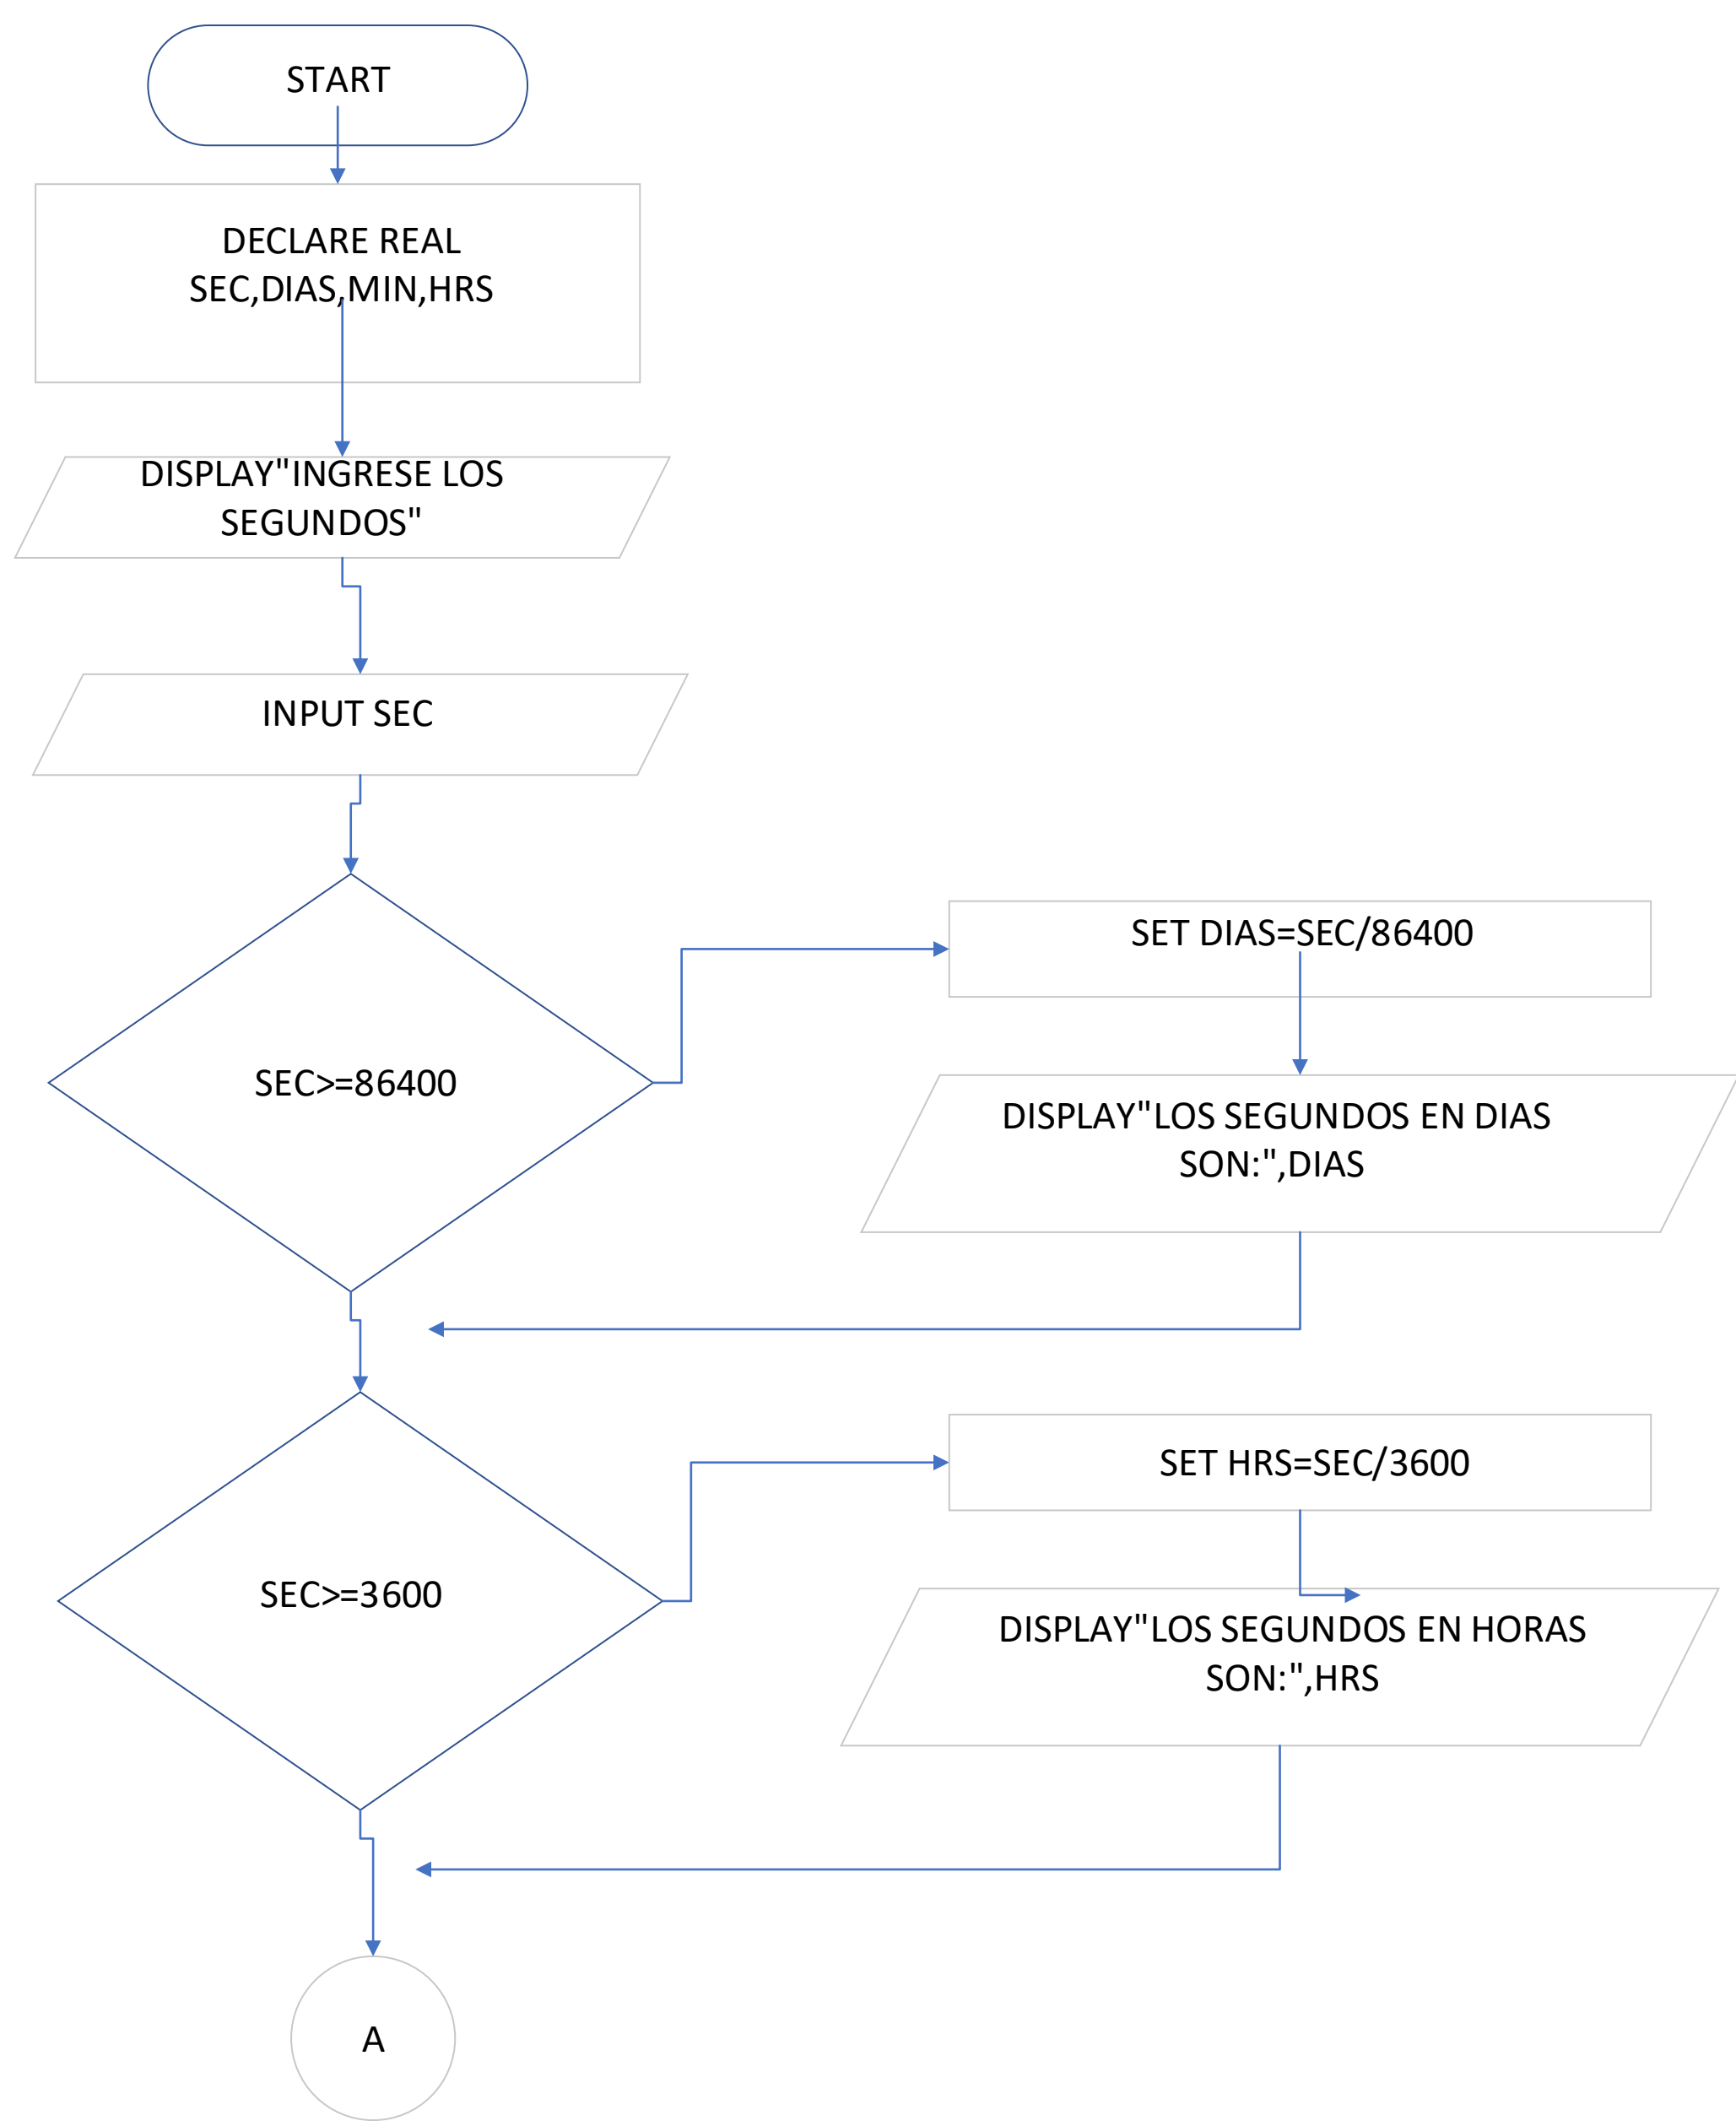 START
DECLARE REAL
SEC,DIAS,MIN,HRS
DISPLAY"INGRESE LOS
SEGUNDOS"
INPUT SEC
SEC>=86400
SET DIAS=SEC/86400
DISPLAY"LOS SEGUNDOS EN DIAS
SON:",DIAS
SEC>=3600
SET HRS=SEC/3600
DISPLAY"LOS SEGUNDOS EN HORAS
SON:",HRS
A